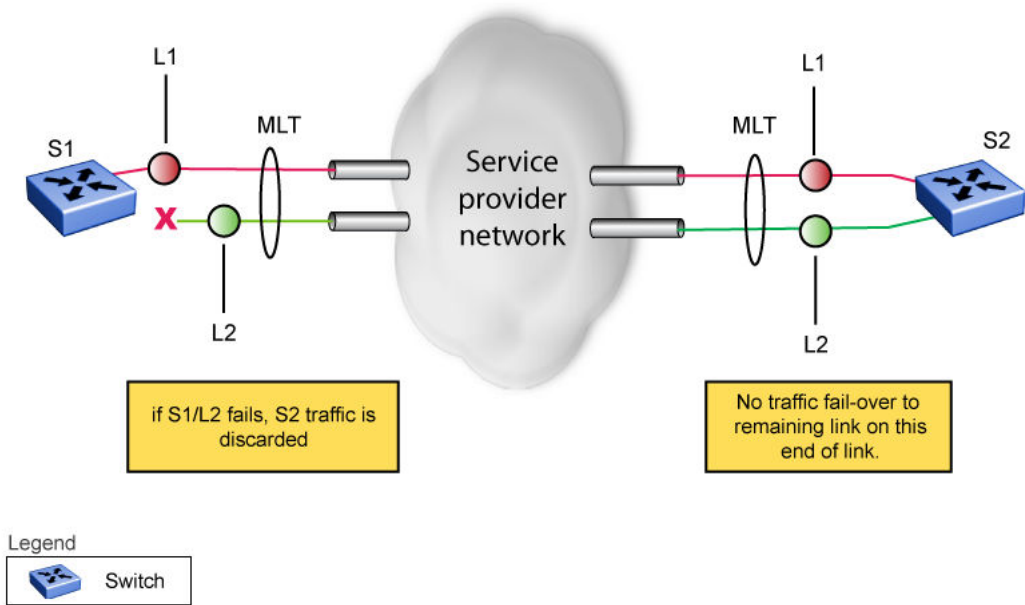 L1
MLT
S1
L2
Service
provider
network
L1
MLT
S2
L2
if S1/L2 fails, S2 traffic is
discarded
No traffic fail-over to
remaining link on this
end of link.
Legend
Switch